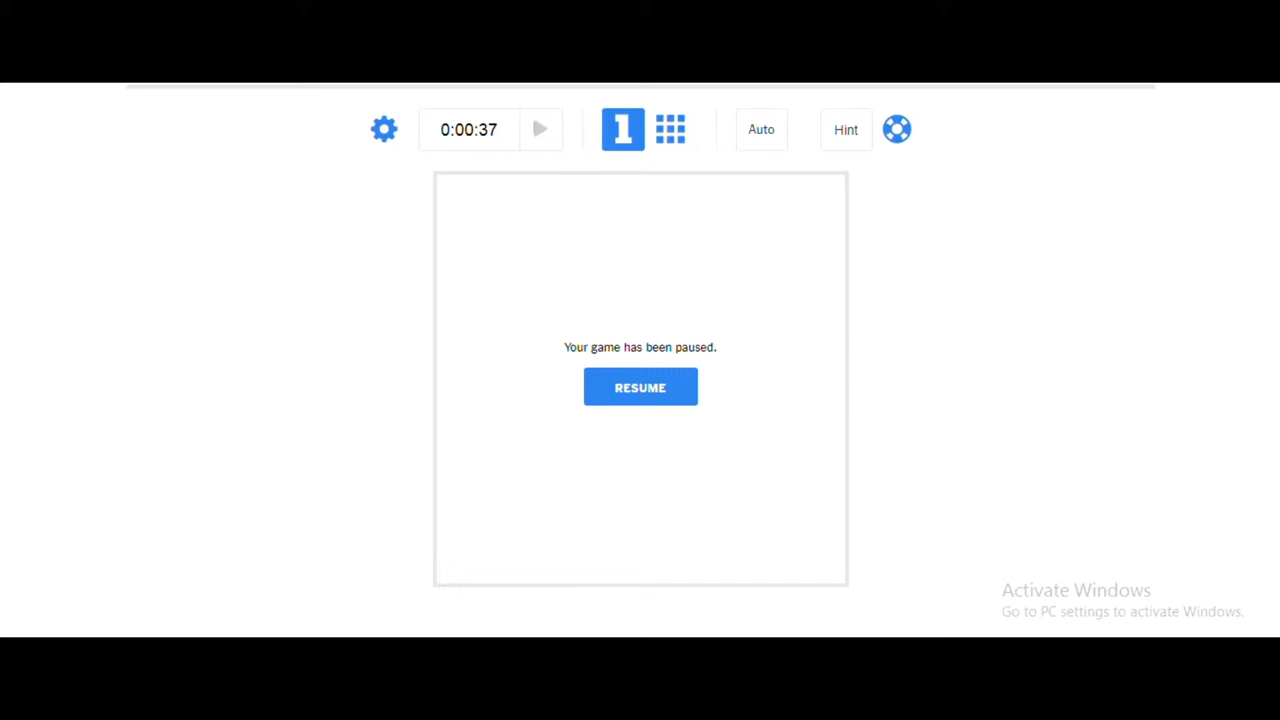 0:00:37
1
Auto
Hint
Your game has been paused.
RESUME
Activate Windows
Go to PC settings to activate Windows.